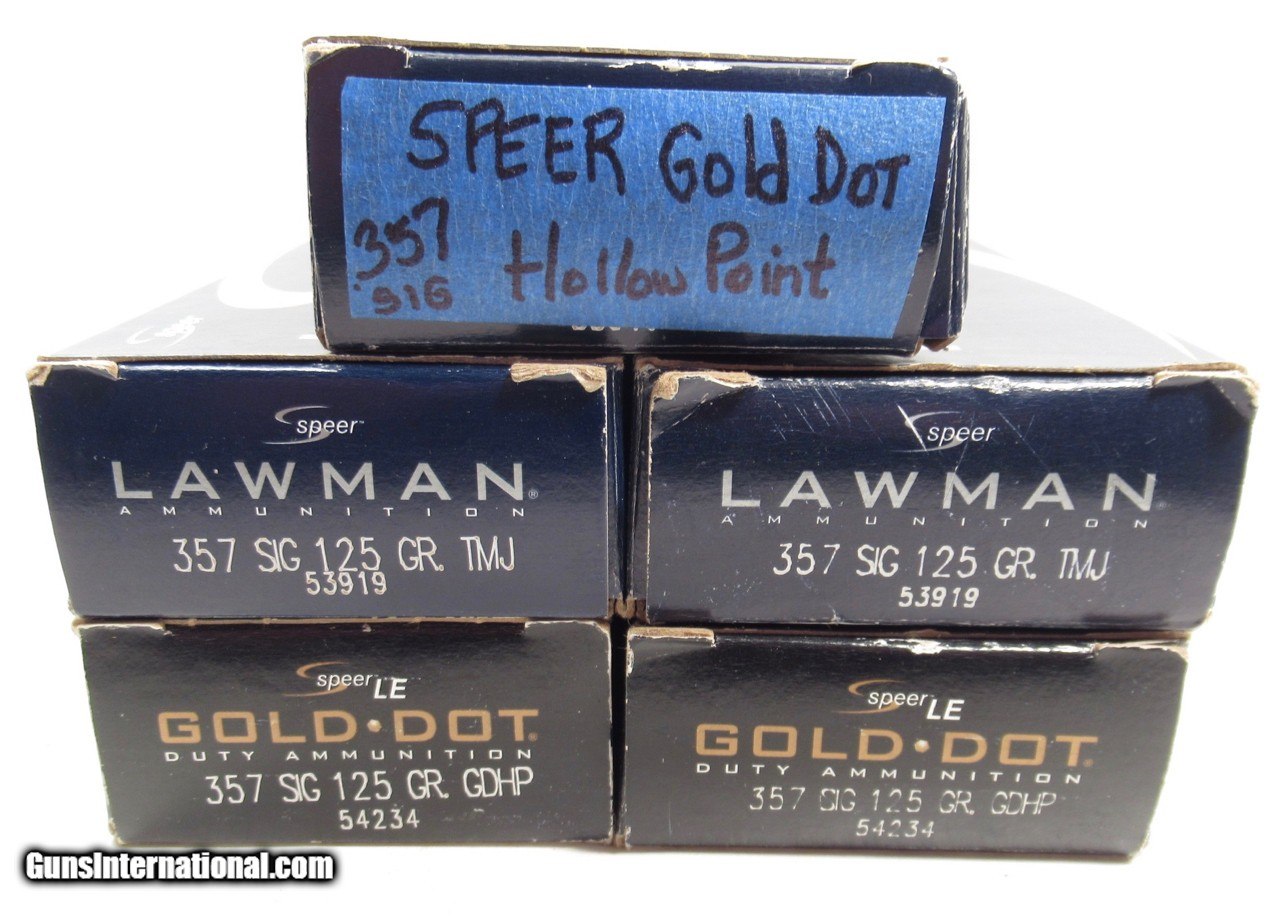 SPEER Gold Dot
357 Hollow Point
SIG
speer™
LAWMAN®
AMMUNITION
357 SIG 125 GR. TMJ
53919
speer
LAWMAN®
AMMUNITION
357 SIG 125 GR. TMJ
53919
speer LE
GOLD·DOT®
DUTY AMMUNITION
357 SIG 125 GR. GDHP
54234
speer LE
GOLD·DOT®
DUTY AMMUNITION
357 SIG 125 GR. GDHP
54234
GunsInternational.com